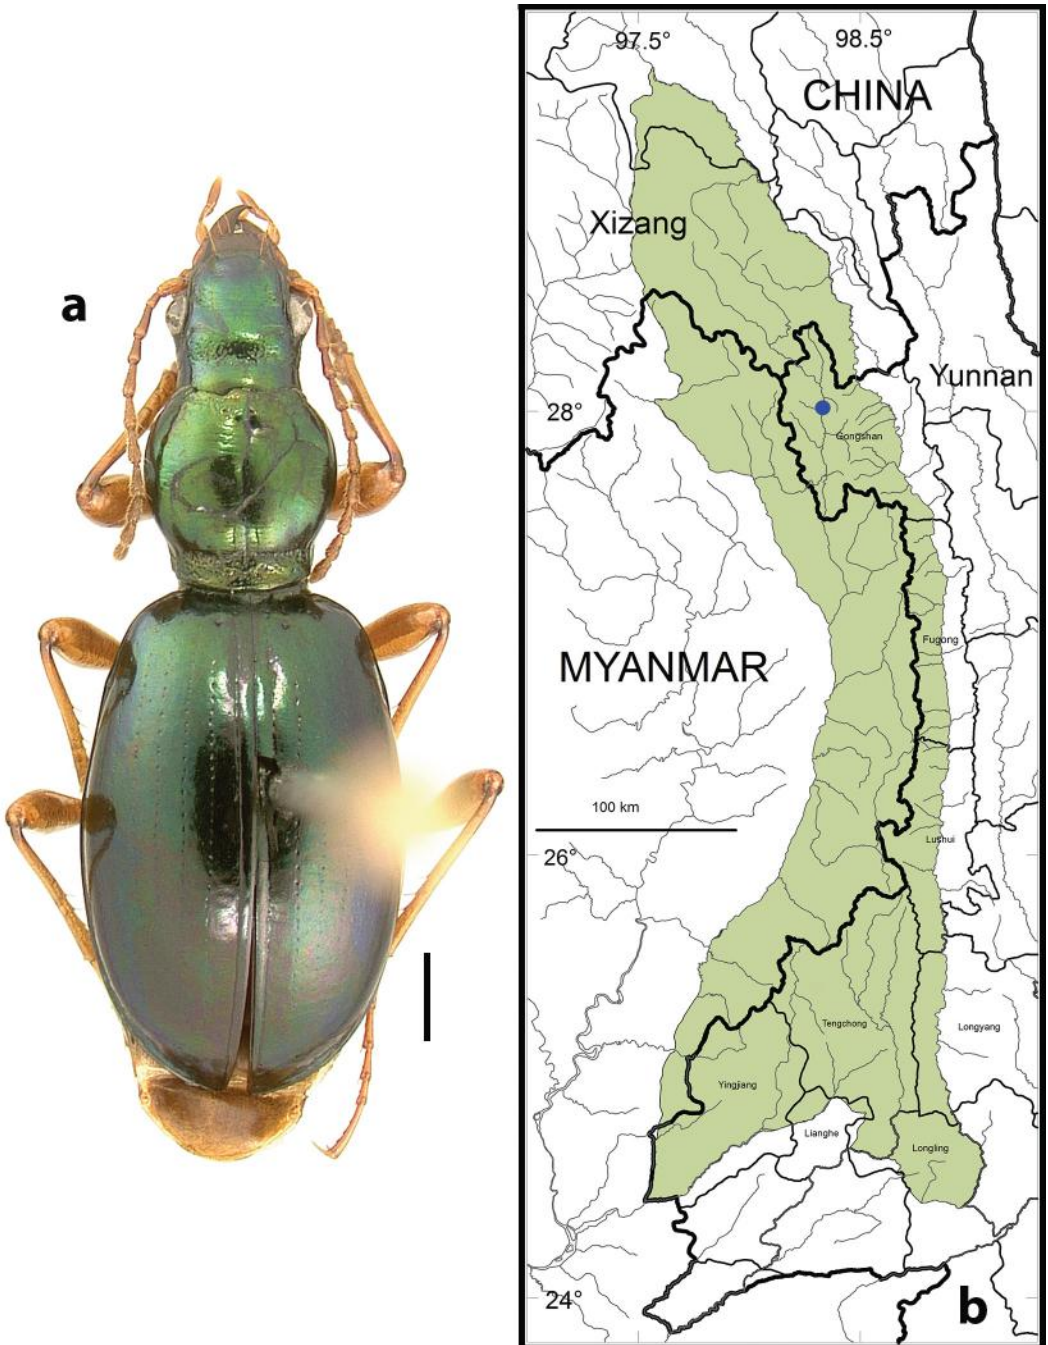 a
97.5°
98.5°
CHINA
Xizang
Yunnan
28°
Gongshan
Fugong
MYANMAR
100 km
Lushui
26°
Tengchong
Longyang
Yingjiang
Lianghe
Longling
24°
b